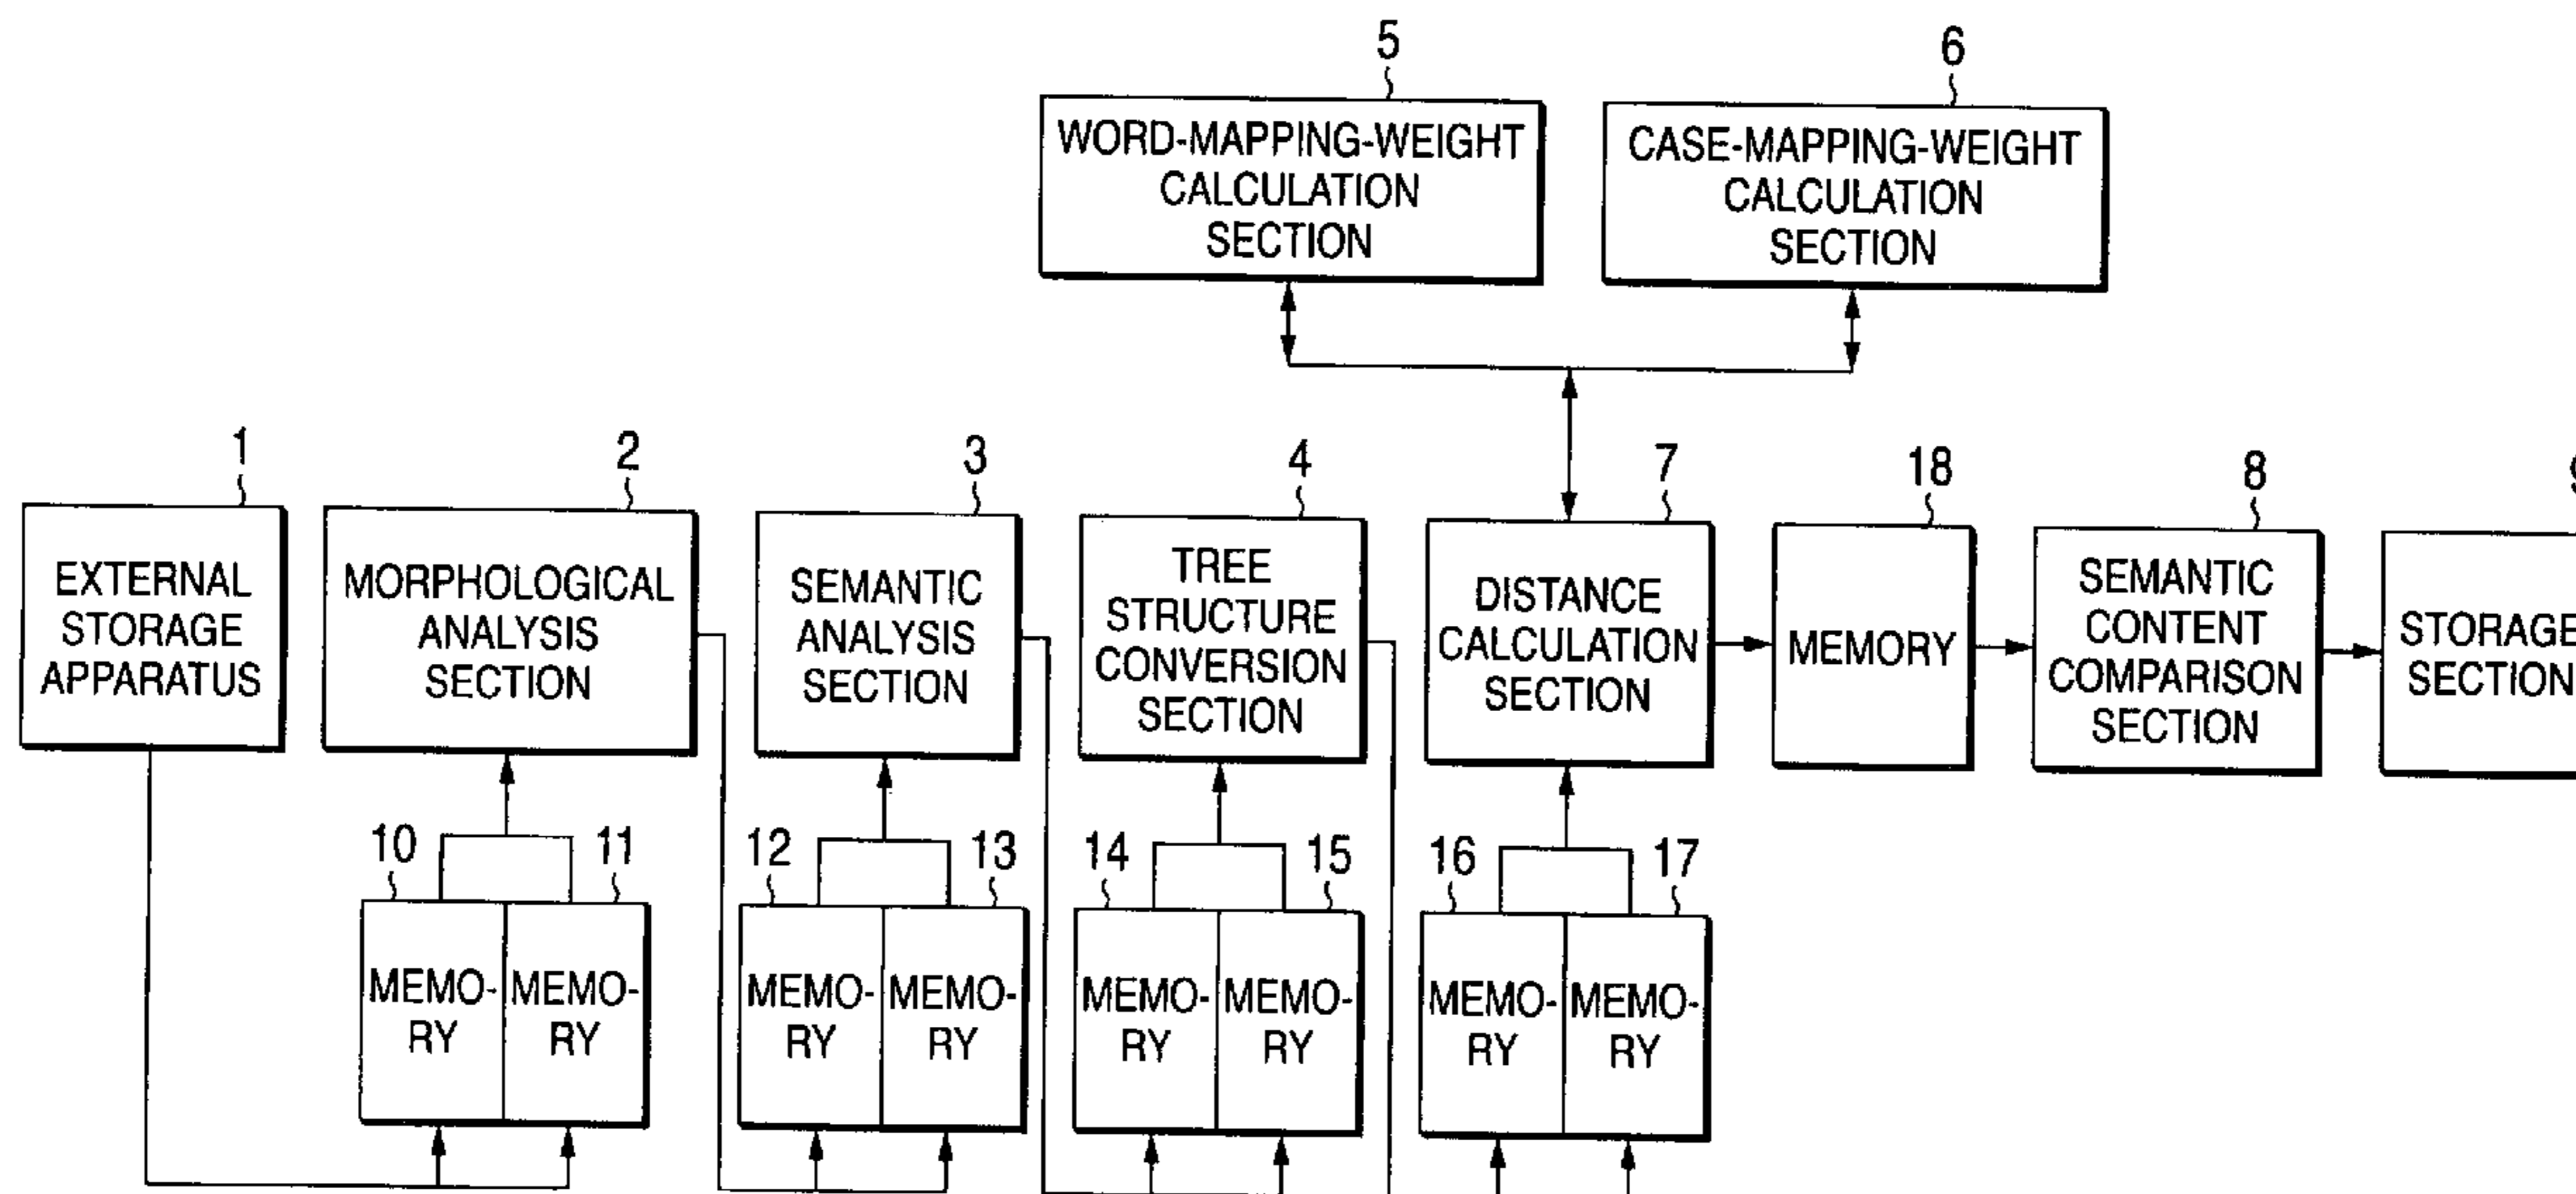 5
6
WORD-MAPPING-WEIGHT
CALCULATION
SECTION
CASE-MAPPING-WEIGHT
CALCULATION
SECTION
1
2
3
4
7
18
8
EXTERNAL
STORAGE
APPARATUS
MORPHOLOGICAL
ANALYSIS
SECTION
SEMANTIC
ANALYSIS
SECTION
TREE
STRUCTURE
CONVERSION
SECTION
DISTANCE
CALCULATION
SECTION
MEMORY
SEMANTIC
CONTENT
COMPARISON
SECTION
STORAGE
SECTION
10
11
12
13
14
15
16
17
MEMO-
RY
MEMO-
RY
MEMO-
RY
MEMO-
RY
MEMO-
RY
MEMO-
RY
MEMO-
RY
MEMO-
RY